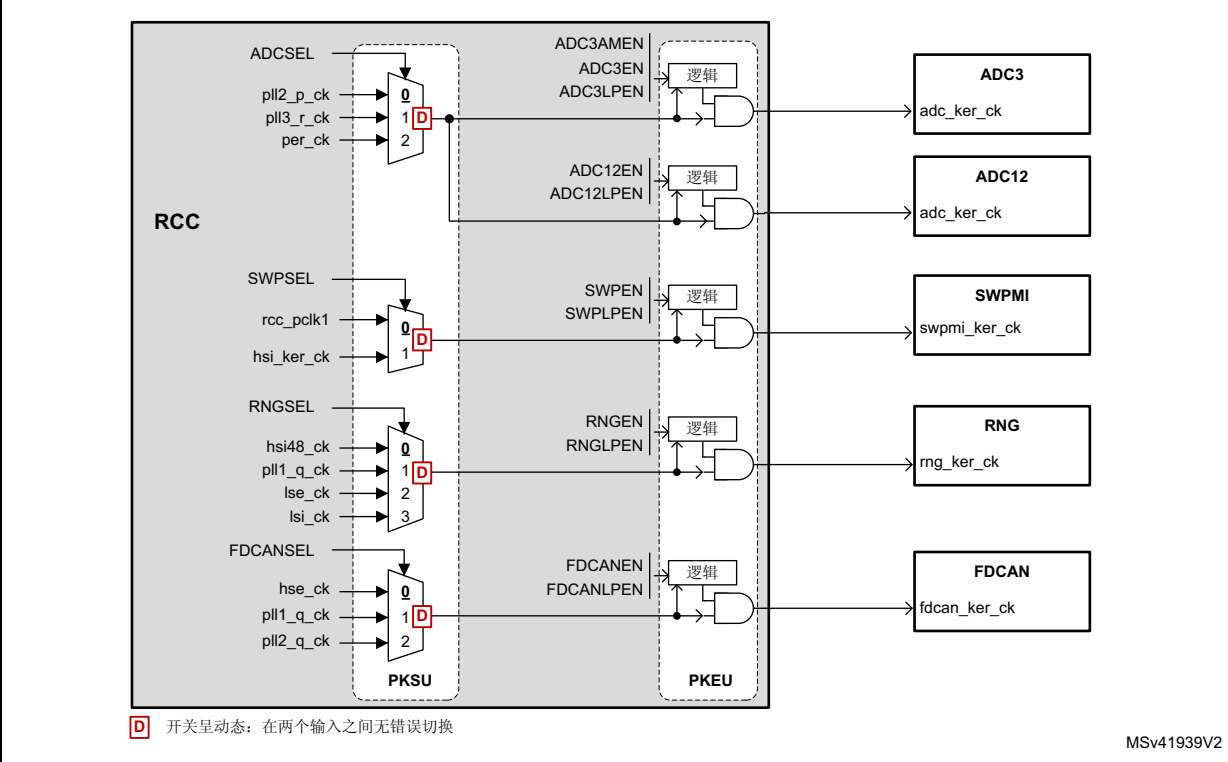 ADCSEL
pll2_p_ck
pll3_r_ck
per_ck
0
1 D
2
ADC3AMEN
ADC3EN
ADC3LPEN
逻辑
ADC3
adc_ker_ck
ADC12EN
ADC12LPEN
逻辑
ADC12
adc_ker_ck
RCC
SWPSEL
rcc_pclk1
hsi_ker_ck
0
D
1
SWPEN
SWPLPEN
逻辑
SWPMI
swpmi_ker_ck
RNGSEL
hsi48_ck
pll1_q_ck
lse_ck
lsi_ck
0
1 D
2
3
RNGEN
RNGLPEN
逻辑
RNG
rng_ker_ck
FDCANSEL
hse_ck
pll1_q_ck
pll2_q_ck
0
1 D
2
FDCANEN
FDCANLPEN
逻辑
FDCAN
fdcan_ker_ck
PKSU
PKEU
D 开关呈动态：在两个输入之间无错误切换
MSv41939V2